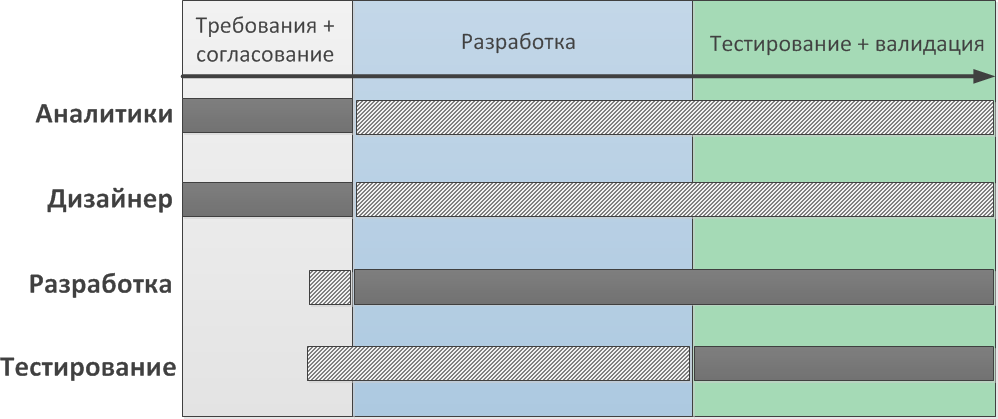 Требования +
согласование
Разработка
Тестирование + валидация
Аналитики
Дизайнер
Разработка
Тестирование